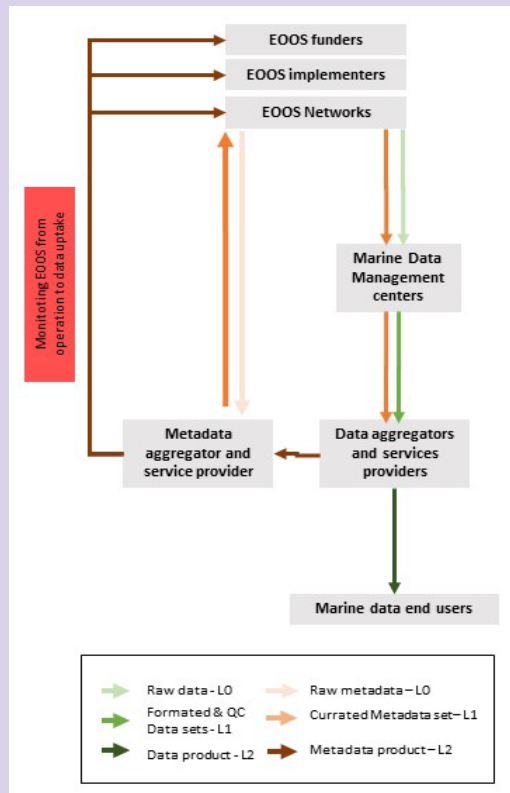 EOOS funders
EOOS implementers
EOOS Networks
Monitoting EOOS from
operation to data uptake
Marine Data
Management
centers
Metadata
aggregator and
service provider
Data aggregators
and services
providers
Marine data end users
Raw data - L0
Raw metadata – L0
Formated & QC
Data sets - L1
Currated Metadata set – L1
Data product - L2
Metadata product – L2